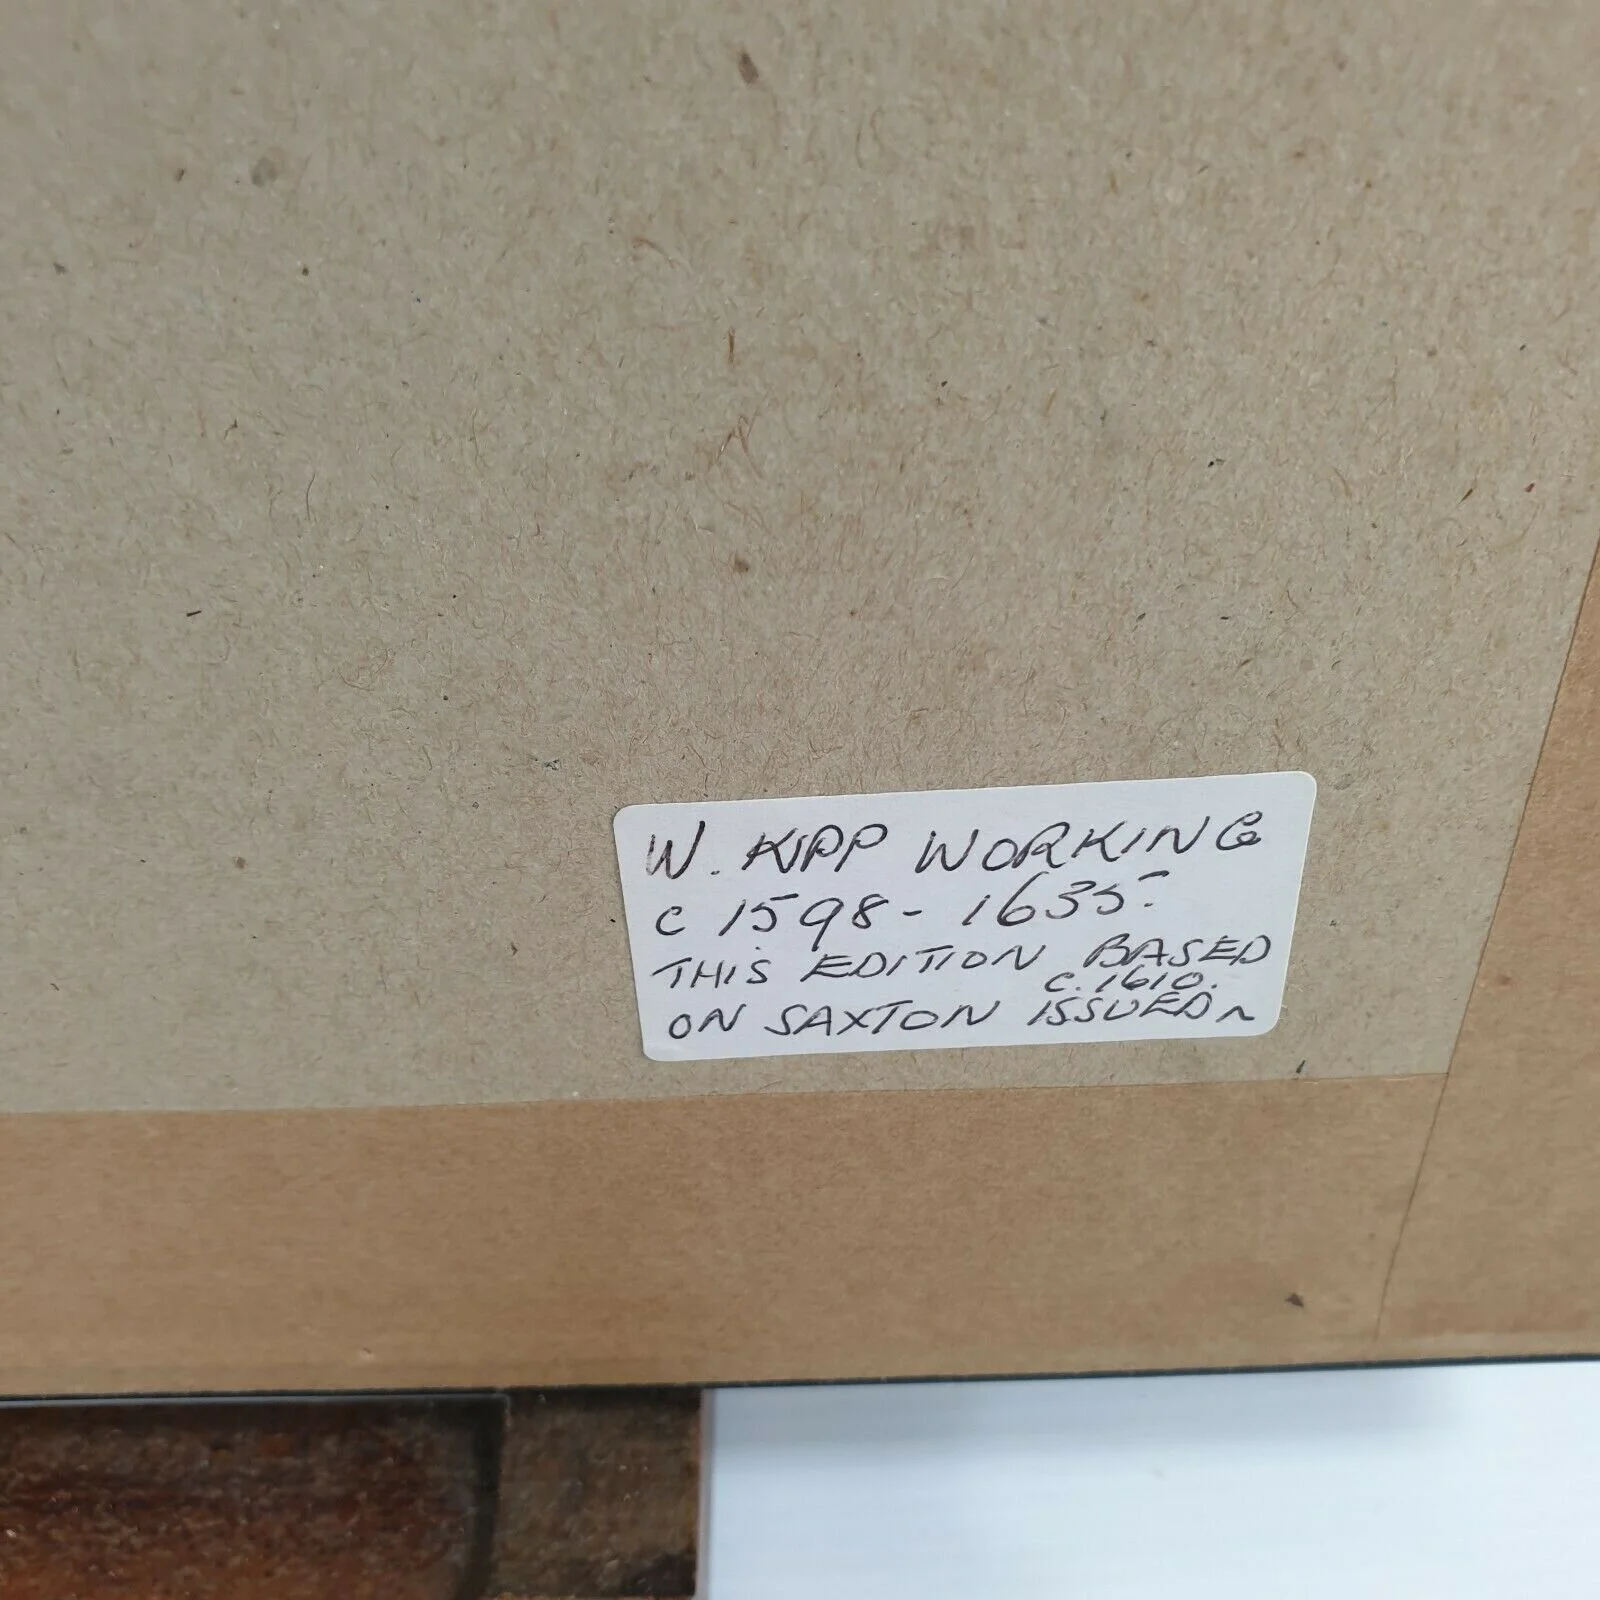 W. KIPP WORKING
c 1598 - 1635.
THIS EDITION BASED
c. 1610.
ON SAXTON ISSUED ^